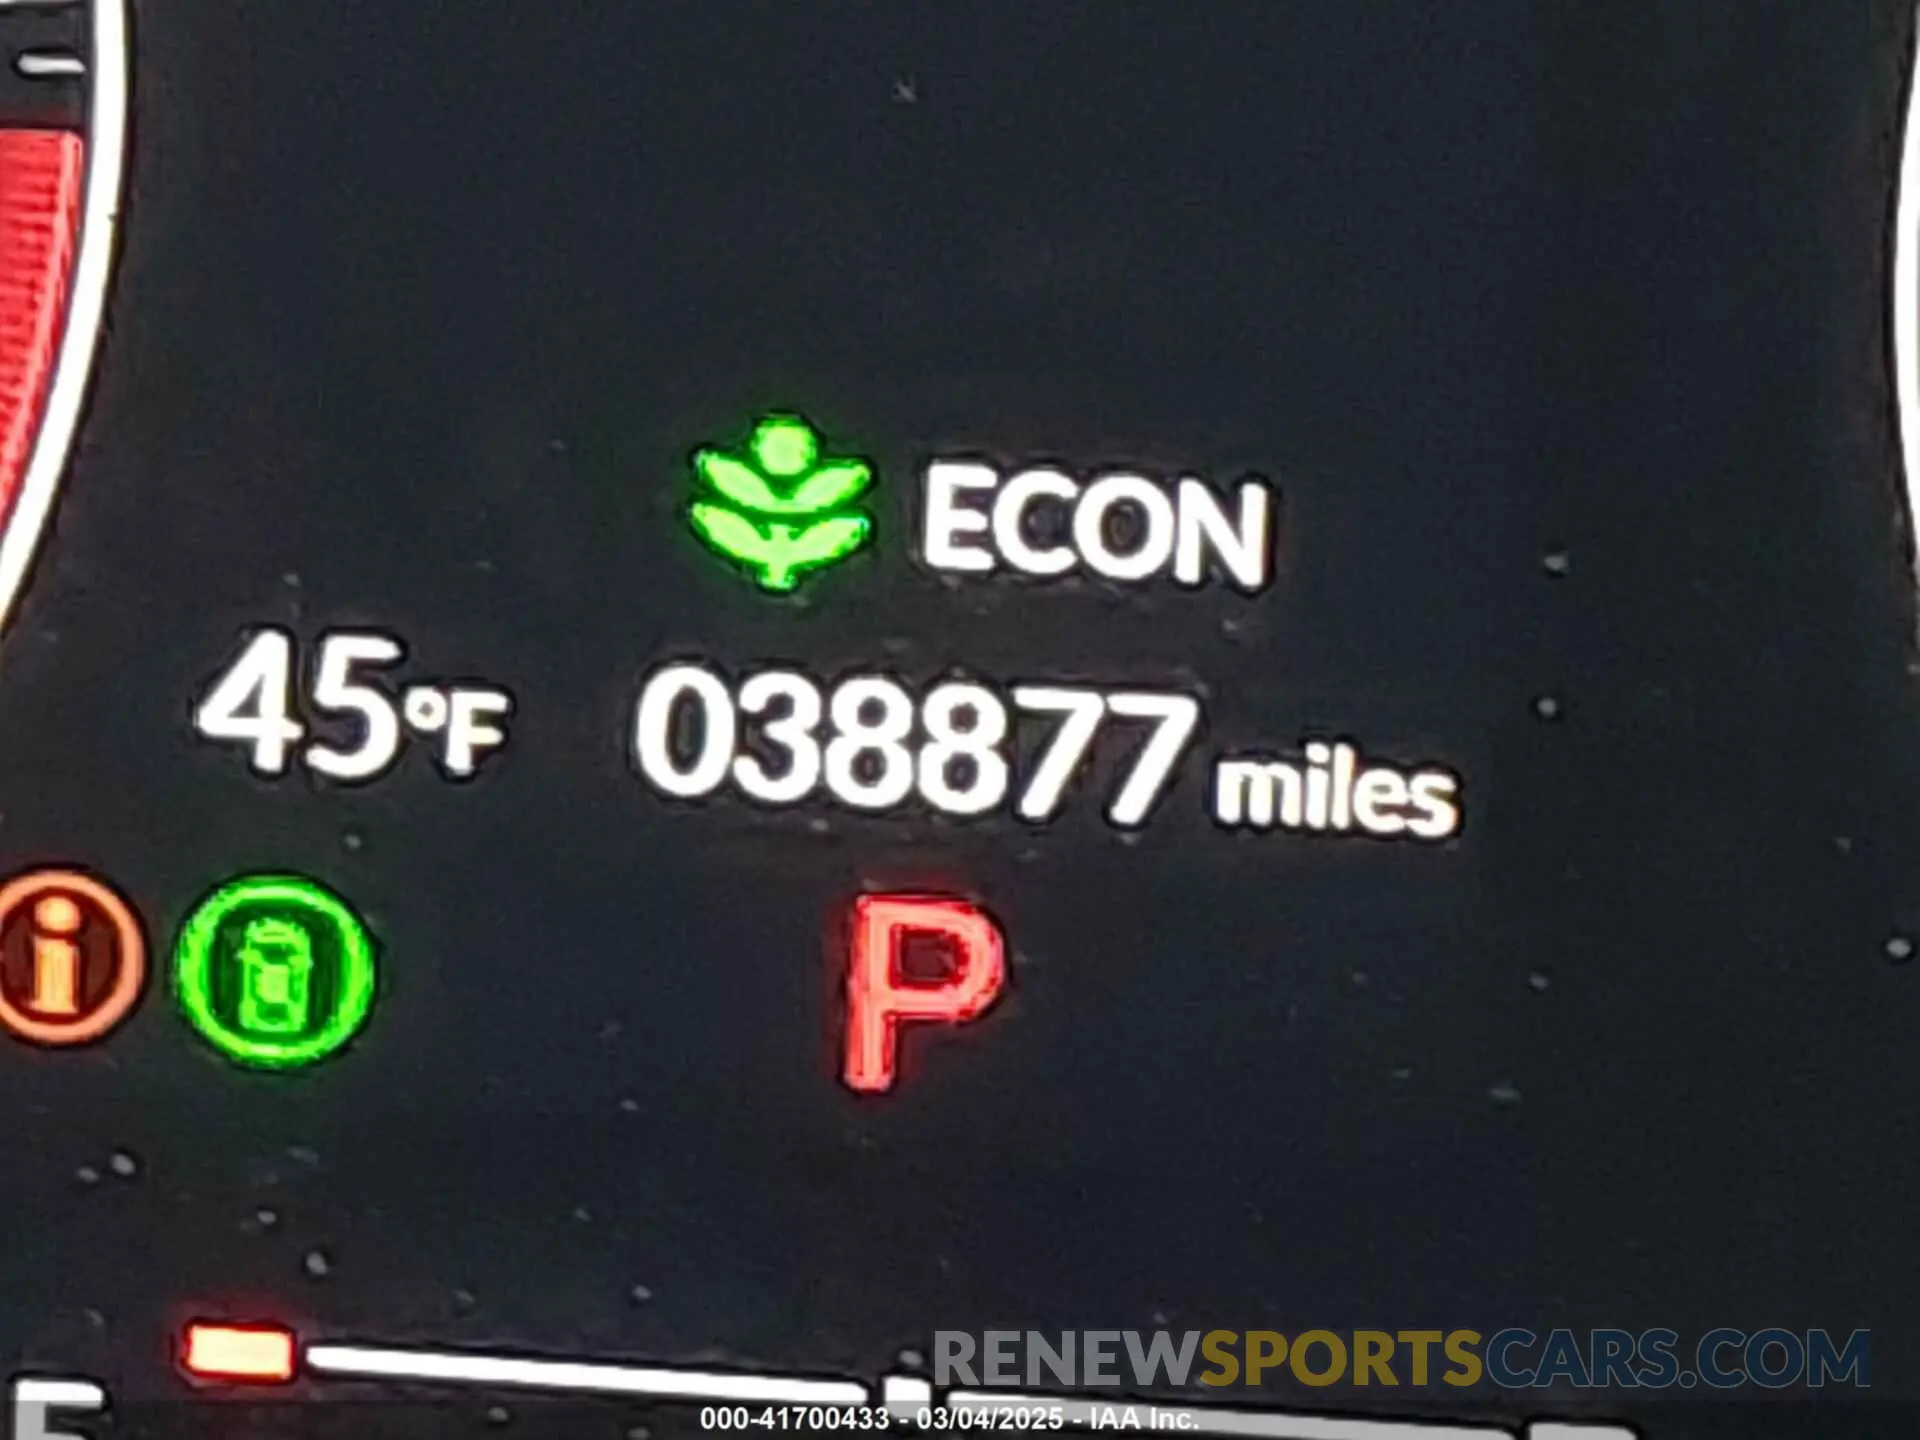 ECON
45°F 038877 miles
i
P
E
RENEWSPORTSCARS.COM
000-41700433 - 03/04/2025 - IAA Inc.